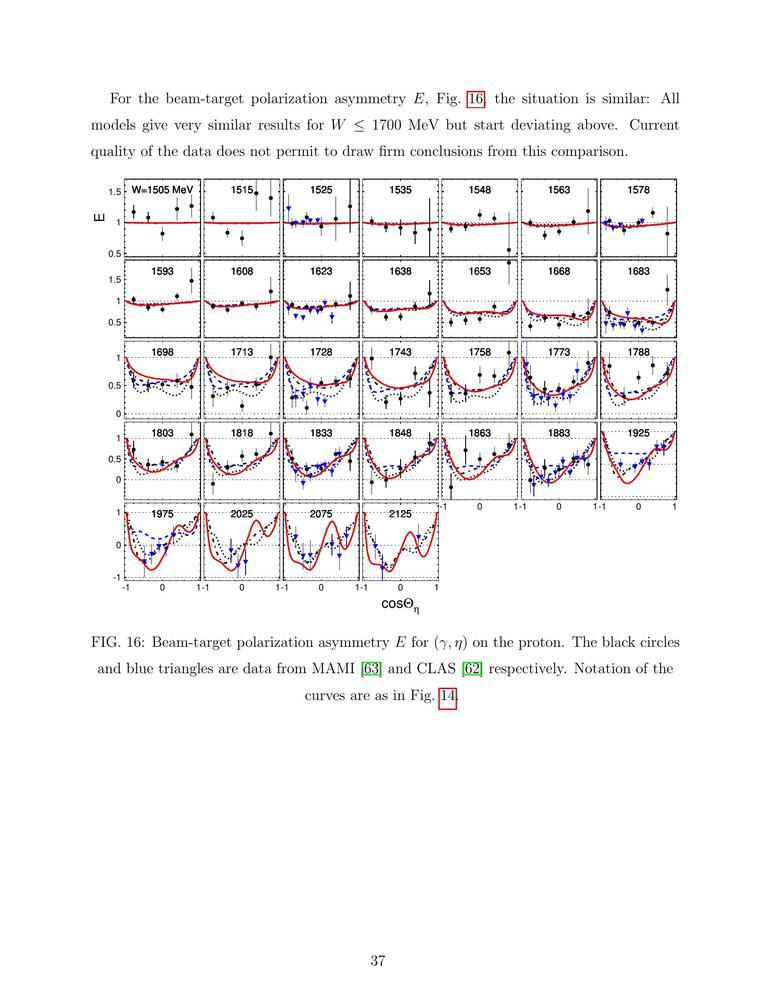 For the beam-target polarization asymmetry E, Fig. 16, the situation is similar: All
models give very similar results for W ≤ 1700 MeV but start deviating above. Current
quality of the data does not permit to draw firm conclusions from this comparison.
E
1.5
1
0.5
W=1505 MeV 1515 1525 1535 1548 1563 1578
1.5
1
0.5
1593 1608 1623 1638 1653 1668 1683
1
0.5
0
1698 1713 1728 1743 1758 1773 1788
1
0.5
0
1803 1818 1833 1848 1863 1883 1925
-1 0 1-1 0 1-1 0 1
1
0
-1
1975 2025 2075 2125
-1 0 1-1 0 1-1 0 1-1 0 1
cosΘη
FIG. 16: Beam-target polarization asymmetry E for (γ, η) on the proton. The black circles
and blue triangles are data from MAMI [63] and CLAS [62] respectively. Notation of the
curves are as in Fig. 14.
37